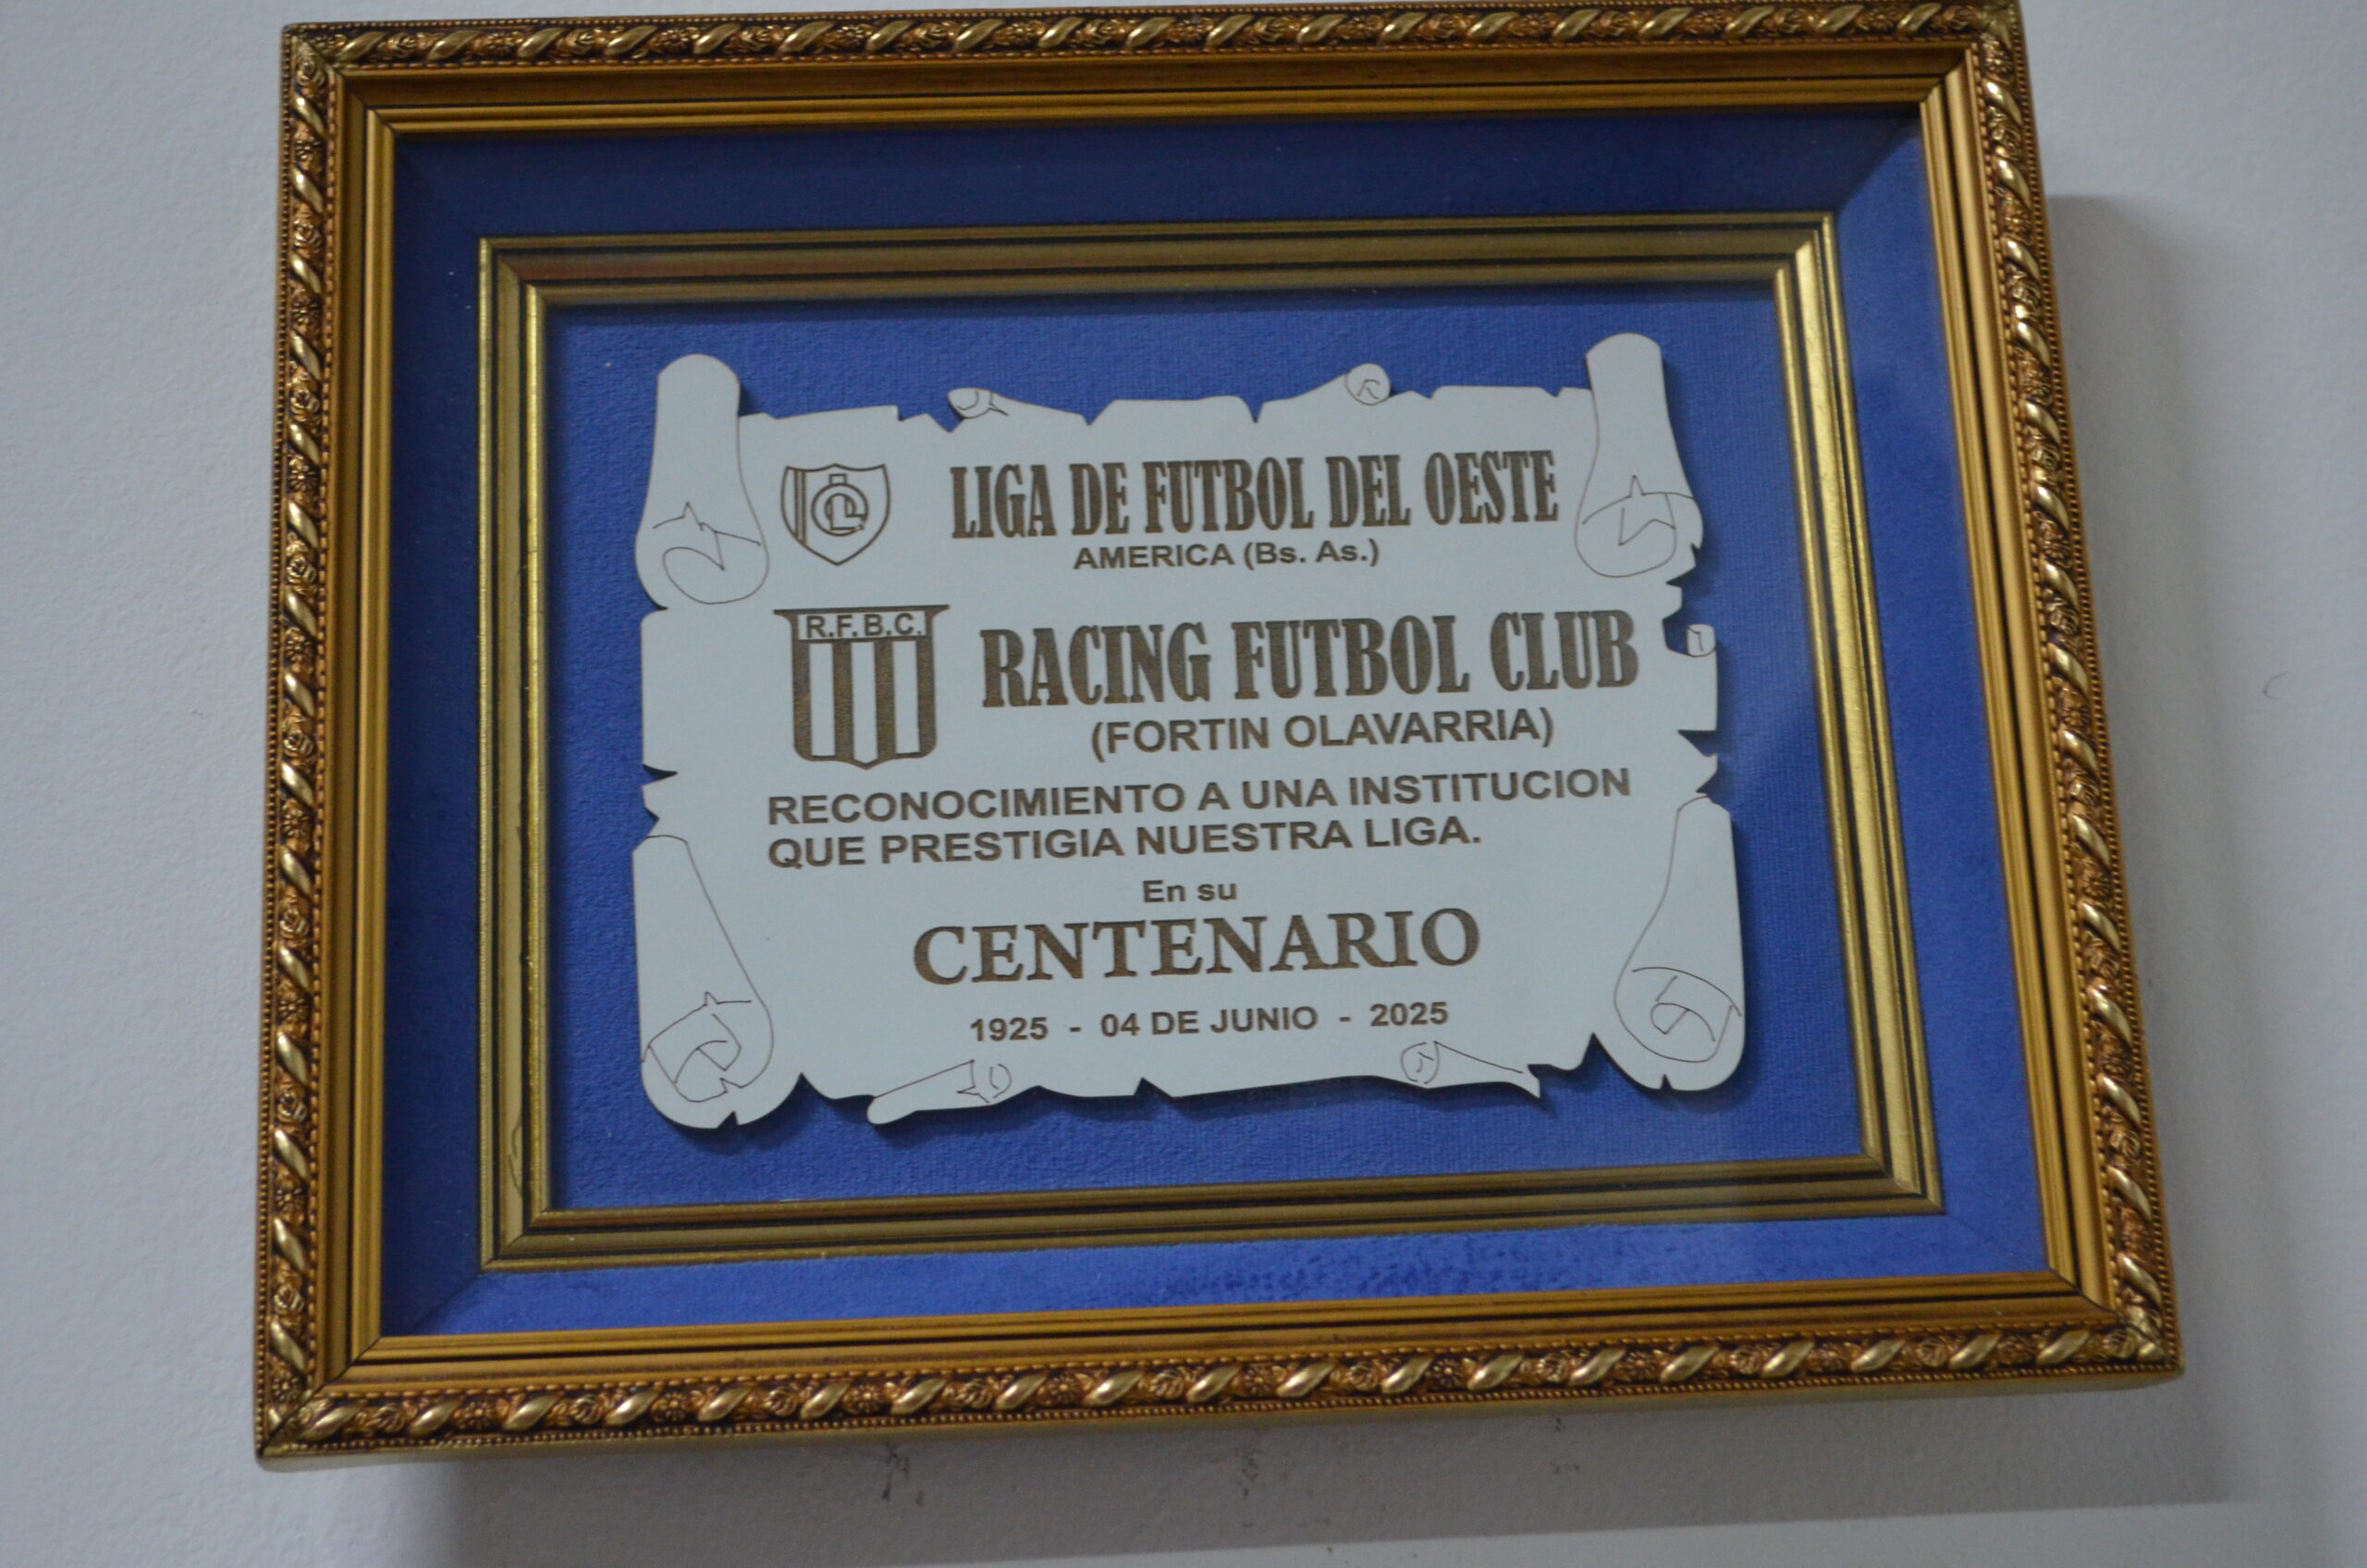 LIGA DE FUTBOL DEL OESTE
AMERICA (Bs. As.)
R.F.B.C.
RACING FUTBOL CLUB
(FORTIN OLAVARRIA)
RECONOCIMIENTO A UNA INSTITUCION
QUE PRESTIGIA NUESTRA LIGA.
En su
CENTENARIO
1925 - 04 DE JUNIO - 2025